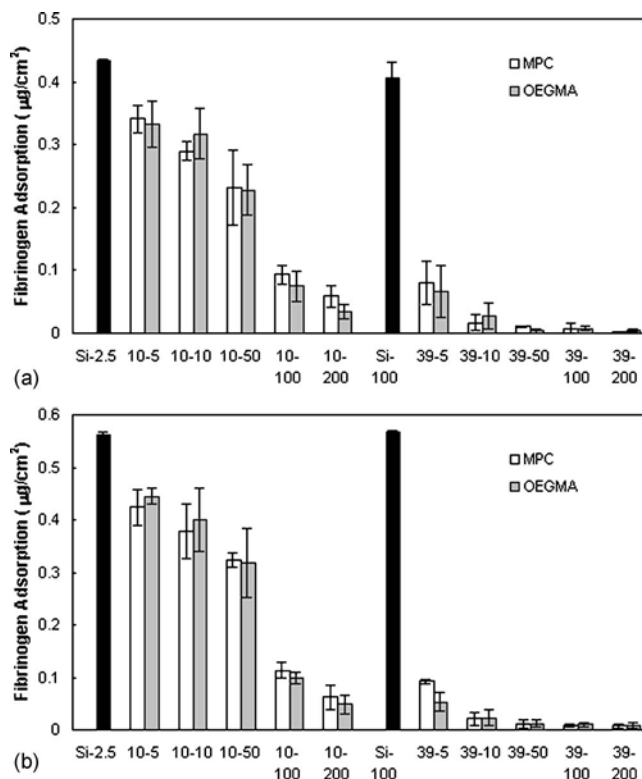 0.5
0.4
0.3
0.2
0.1
0
Fibrinogen Adsorption ( µg/cm²)
MPC
OEGMA
Si-2.5 10-5 10-10 10-50 10- 10- Si- 39-5 39-10 39-50 39- 39-
100 200 100 100 200
(a)
0.6
0.5
0.4
0.3
0.2
0.1
0
Fibrinogen Adsorption ( µg/cm²)
MPC
OEGMA
Si-2.5 10-5 10-10 10-50 10- 10- Si- 39-5 39-10 39-50 39- 39-
100 200 100 100 200
(b)